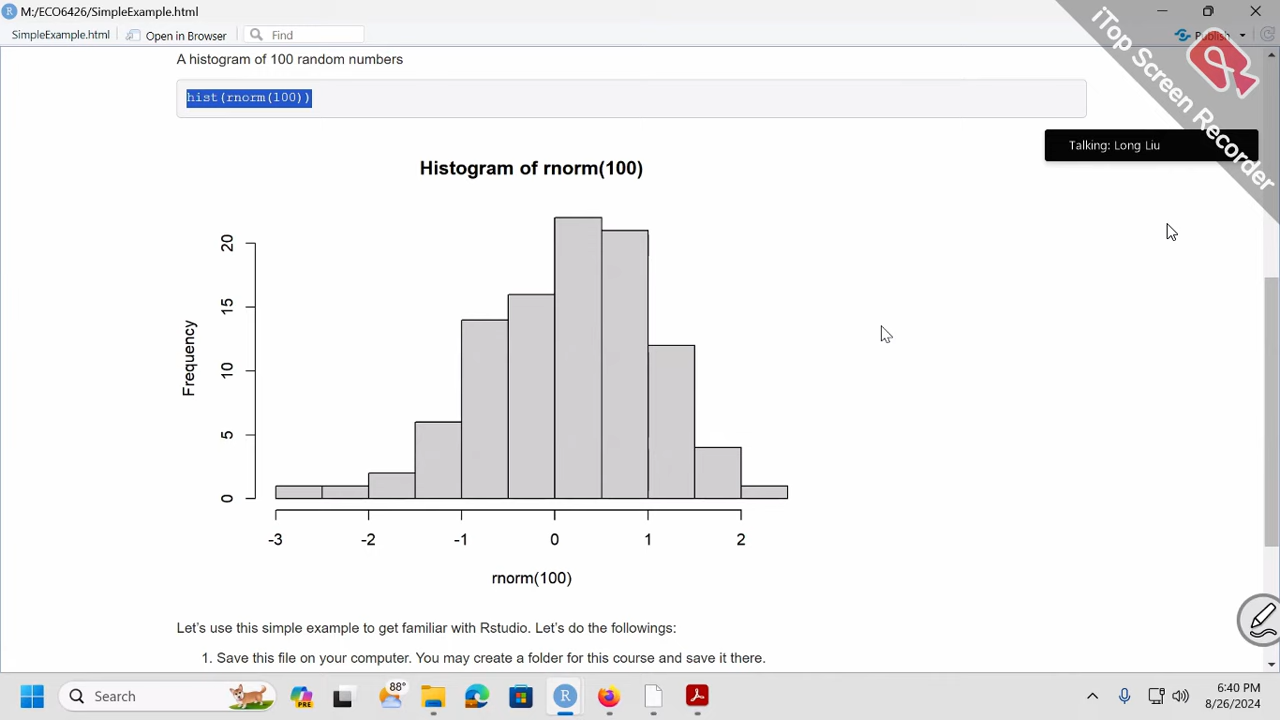 M:/ECO6426/SimpleExample.html
SimpleExample.html
Open in Browser
Find
Publish
iTop Screen Recorder
A histogram of 100 random numbers
hist(rnorm(100))
Talking: Long Liu
Histogram of rnorm(100)
Frequency
20
15
10
5
0
-3 -2 -1 0 1 2
rnorm(100)
Let's use this simple example to get familiar with Rstudio. Let's do the followings:
1. Save this file on your computer. You may create a folder for this course and save it there.
Search
PRE
88°
R
6:40 PM
8/26/2024